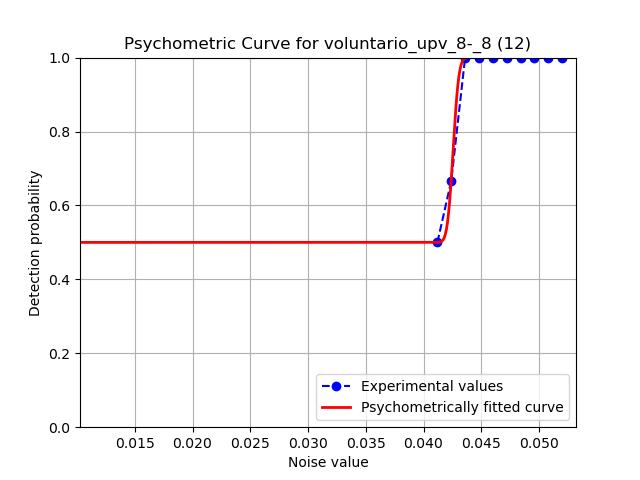 Psychometric Curve for voluntario_upv_8-_8 (12)
1.0
0.8
0.6
0.4
0.2
0.0
Detection probability
0.015 0.020 0.025 0.030 0.035 0.040 0.045 0.050
Noise value
Experimental values
Psychometrically fitted curve